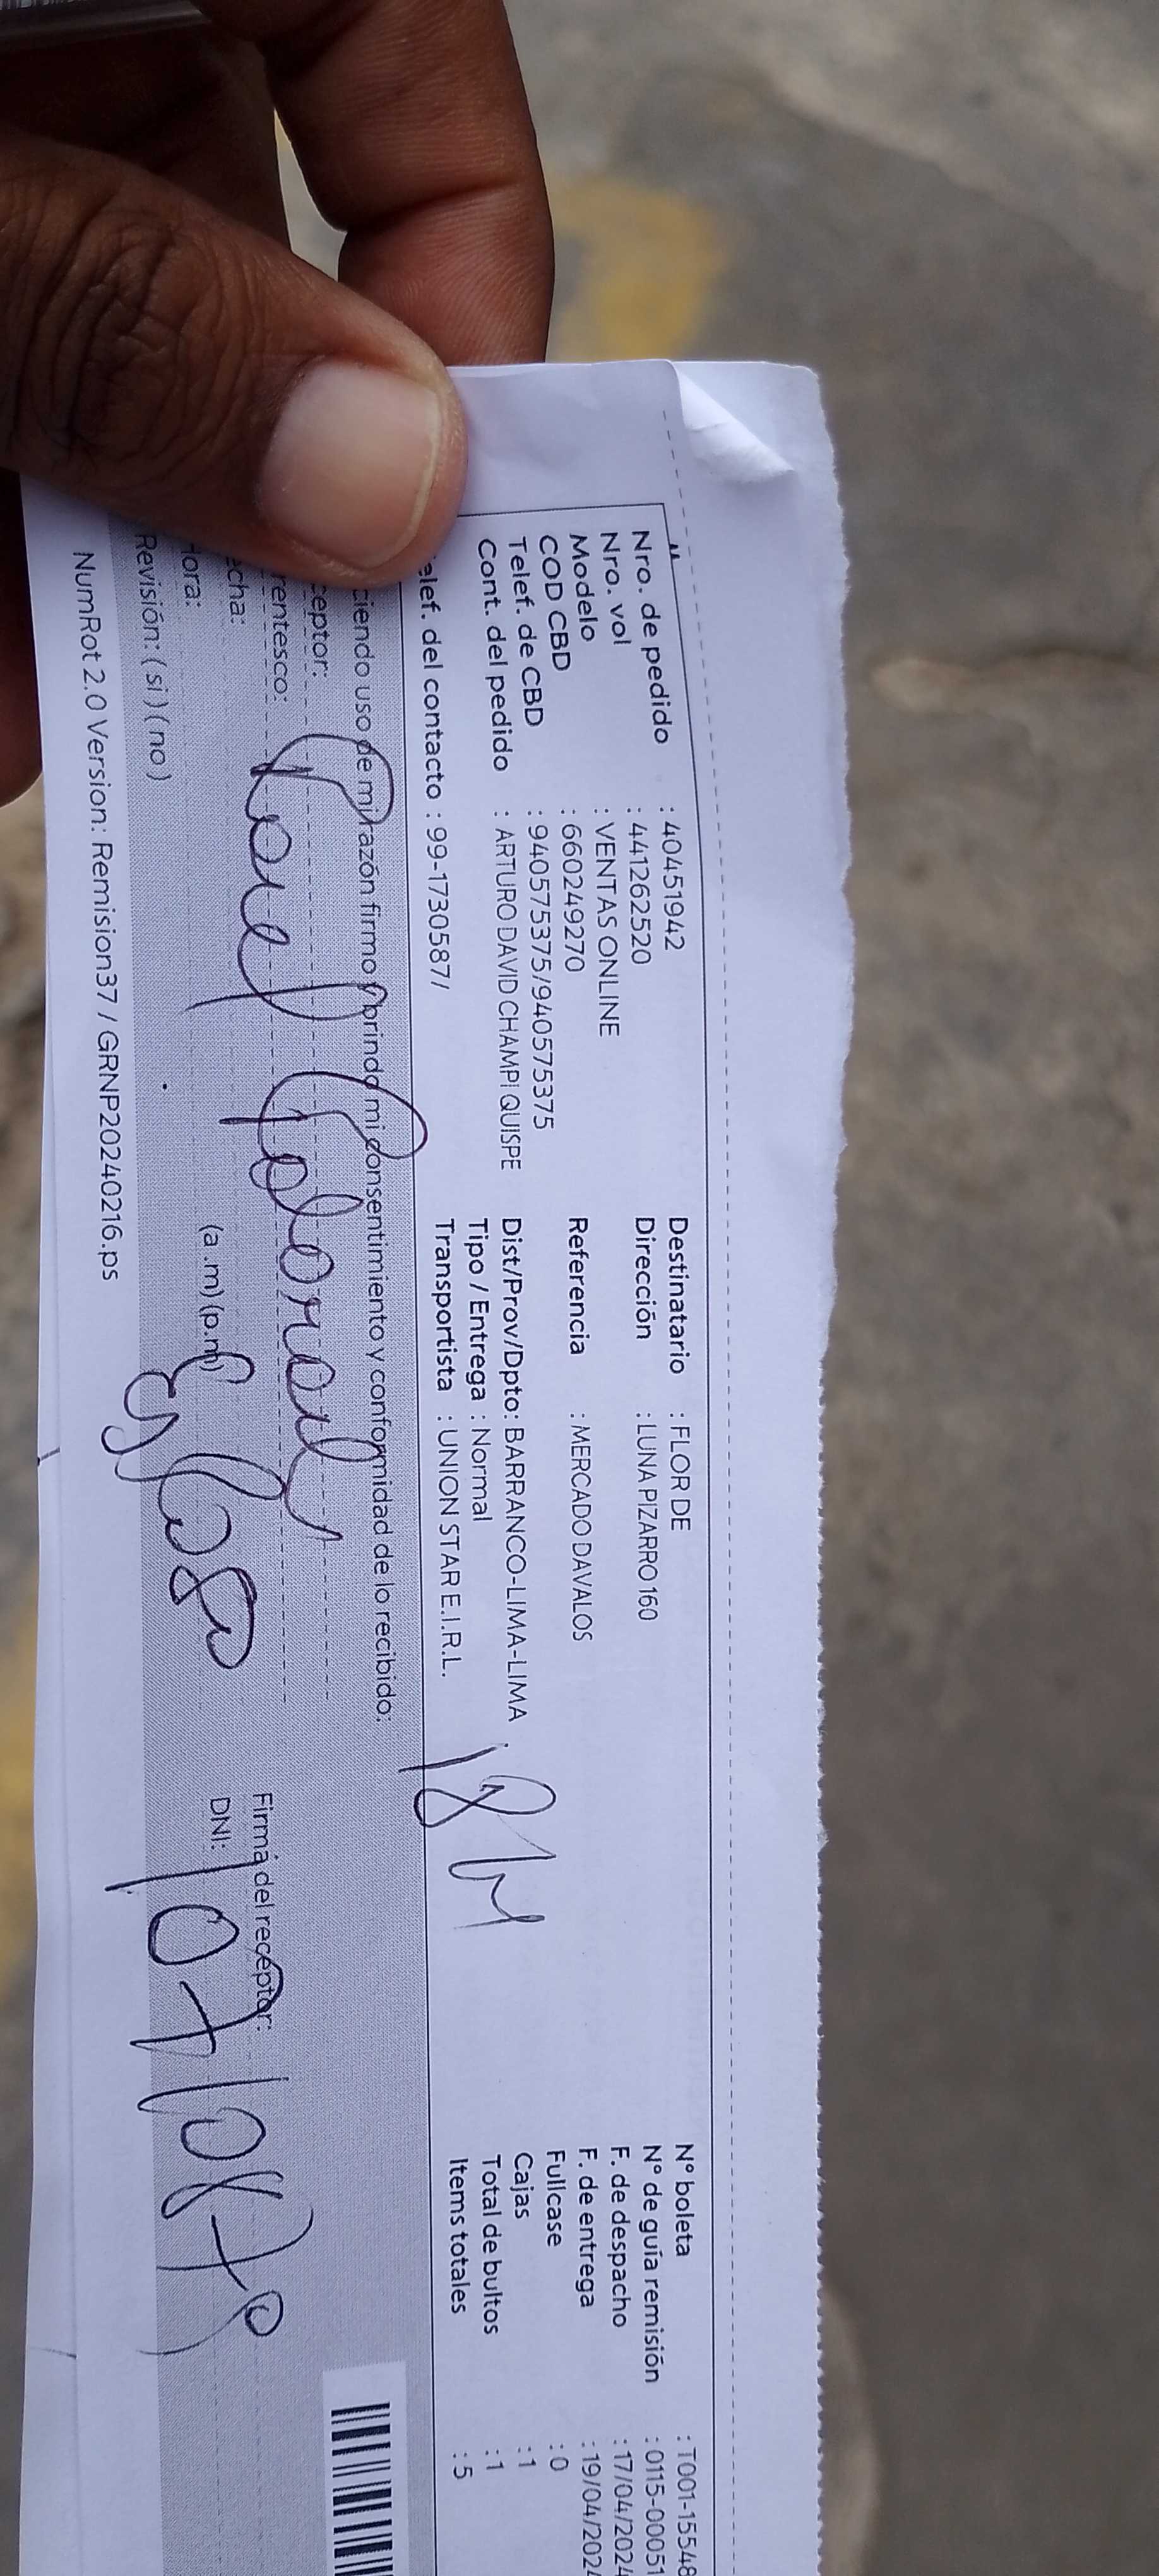 Nro. de pedido : 40451942
Nro. vol : 441262520
Modelo : VENTAS ONLINE
COD CBD : 660249270
Telef. de CBD : 940575375/940575375
Cont. del pedido : ARTURO DAVID CHAMPI QUISPE
elef. del contacto : 99-1730587/
Destinatario : FLOR DE
Dirección : LUNA PIZARRO 160
Referencia : MERCADO DAVALOS
Dist/Prov/Dpto: BARRANCO-LIMA-LIMA
Tipo / Entrega : Normal
Transportista : UNION STAR E.I.R.L.
N° boleta : T001-15548
N° de guía remisión : 0115-00051
F. de despacho : 17/04/2024
F. de entrega : 19/04/2024
Fullcase : 0
Cajas : 1
Total de bultos : 1
Items totales : 5
ciendo uso de mi razón firmo y brindo mi consentimiento y conformidad de lo recibido:
ceptor:
rentesco:
echa:
Hora: (a.m) (p.m)
Revisión: ( si ) ( no )
Firma del receptor:
DNI:
NumRot 2.0 Version: Remision37 / GRNP20240216.ps